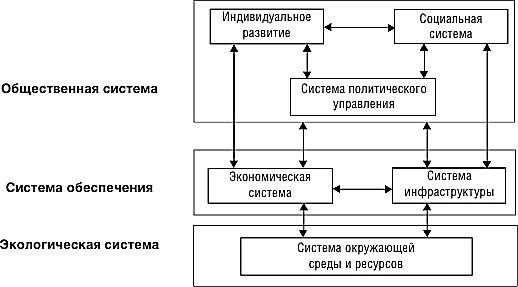 Индивидуальное
развитие
Социальная
система
Общественная система
Система политического
управления
Система обеспечения
Экономическая
система
Система
инфраструктуры
Экологическая система
Система окружающей
среды и ресурсов